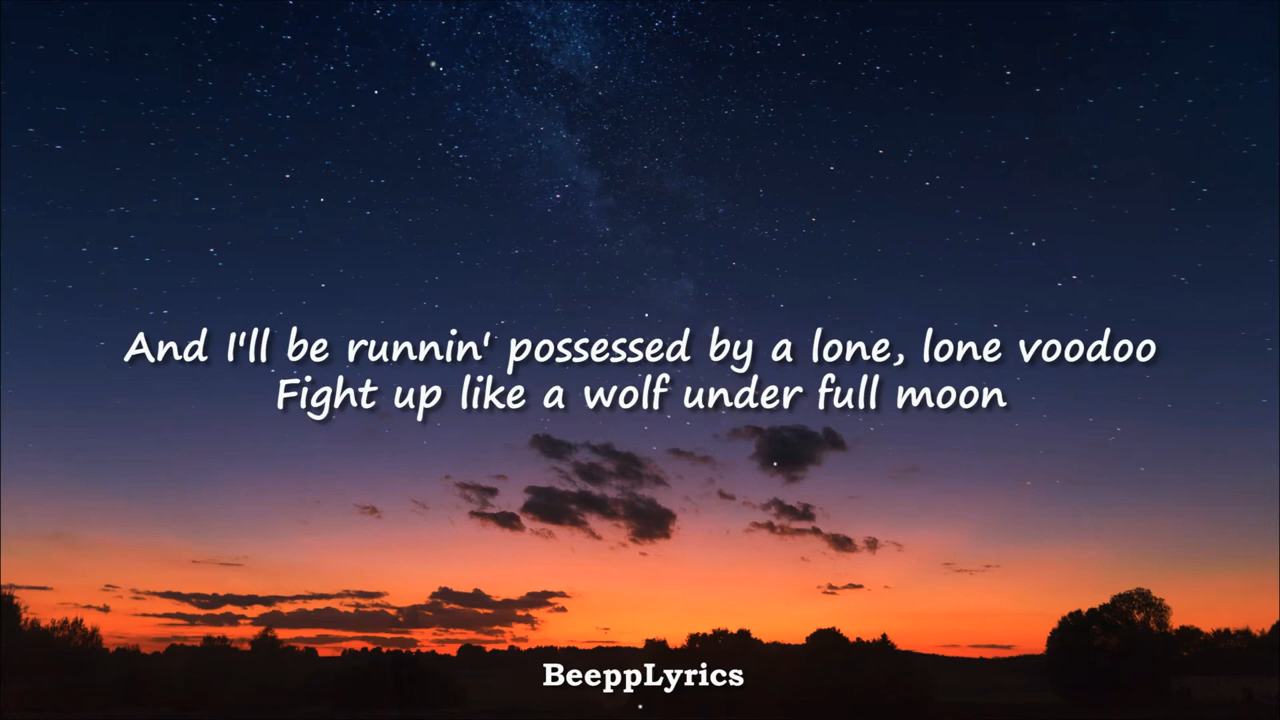 And I'll be runnin' possessed by a lone, lone voodoo
Fight up like a wolf under full moon
BeeppLyrics